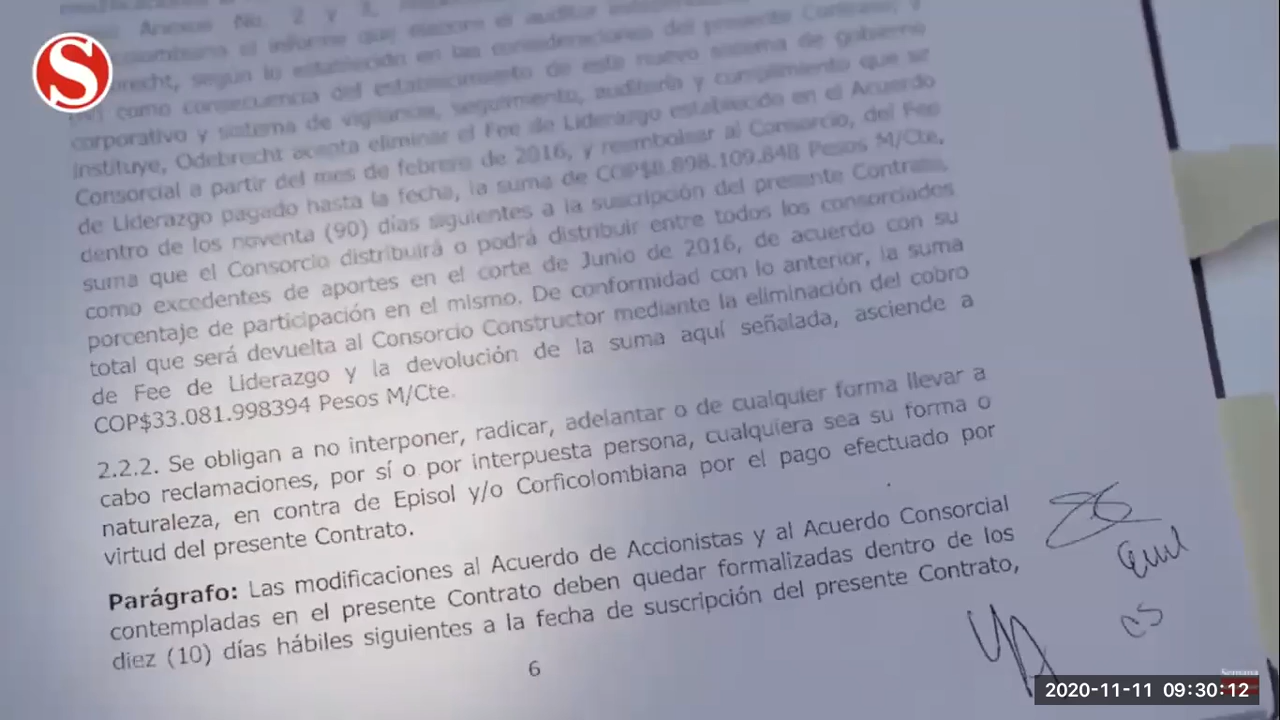 S
Anexos No. 2 y 3,
el informe que
según lo establecido en las consideraciones del presente Contrato, y
como consecuencia del establecimiento de este nuevo sistema de gobierno
corporativo y sistema de vigilancia, seguimiento, auditoría y cumplimiento que se
instituye, Odebrecht acepta eliminar el Fee de Liderazgo establecido en el Acuerdo
Consorcial a partir del mes de febrero de 2016, y reembolsar al Consorcio, del Fee
de Liderazgo pagado hasta la fecha, la suma de COP$8.898.109.848 Pesos M/Cte,
dentro de los noventa (90) días siguientes a la suscripción del presente Contrato,
suma que el Consorcio distribuirá o podrá distribuir entre todos los consorciados
como excedentes de aportes en el corte de Junio de 2016, de acuerdo con su
porcentaje de participación en el mismo. De conformidad con lo anterior, la suma
total que será devuelta al Consorcio Constructor mediante la eliminación del cobro
de Fee de Liderazgo y la devolución de la suma aquí señalada, asciende a
COP$33.081.998394 Pesos M/Cte.
2.2.2. Se obligan a no interponer, radicar, adelantar o de cualquier forma llevar a
cabo reclamaciones, por sí o por interpuesta persona, cualquiera sea su forma o
naturaleza, en contra de Episol y/o Corficolombiana por el pago efectuado por
virtud del presente Contrato.
Parágrafo: Las modificaciones al Acuerdo de Accionistas y al Acuerdo Consorcial
contempladas en el presente Contrato deben quedar formalizadas dentro de los
diez (10) días hábiles siguientes a la fecha de suscripción del presente Contrato,
6
Semana
2020-11-11 09:30:12